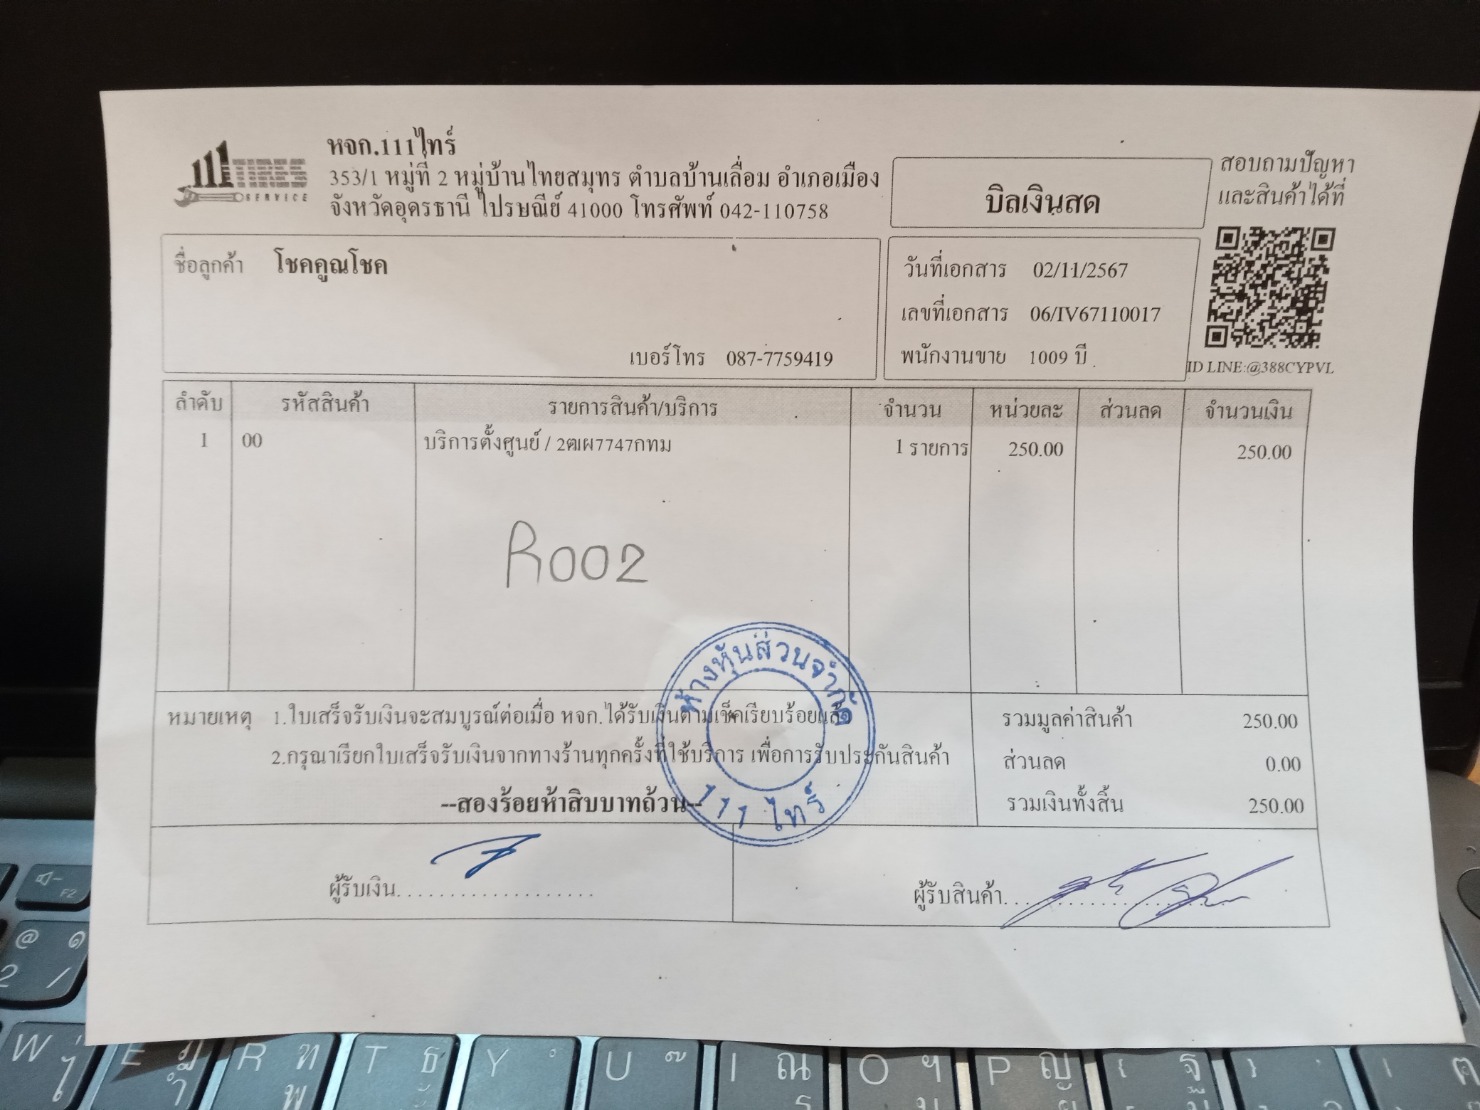 111 TIRES
SERVICE
หจก.111ไทร์
353/1 หมู่ที่ 2 หมู่บ้านไทยสมุทร ตำบลบ้านเลื่อม อำเภอเมือง
จังหวัดอุดรธานี ไปรษณีย์ 41000 โทรศัพท์ 042-110758
บิลเงินสด
สอบถามปัญหา
และสินค้าได้ที่
ID LINE:@388CYPVL
ชื่อลูกค้า โชคคูณโชค
เบอร์โทร 087-7759419
วันที่เอกสาร 02/11/2567
เลขที่เอกสาร 06/IV67110017
พนักงานขาย 1009 บี
ลำดับ รหัสสินค้า รายการสินค้า/บริการ จำนวน หน่วยละ ส่วนลด จำนวนเงิน
1 00 บริการตั้งศูนย์ / 2ฒผ7747กทม 1 รายการ 250.00 250.00
R002
ห้างหุ้นส่วนจำกัด
111 ไทร์
หมายเหตุ 1.ใบเสร็จรับเงินจะสมบูรณ์ต่อเมื่อ หจก.ได้รับเงินตามเช็คเรียบร้อยแล้ว
2.กรุณาเรียกใบเสร็จรับเงินจากทางร้านทุกครั้งที่ใช้บริการ เพื่อการรับประกันสินค้า
--สองร้อยห้าสิบบาทถ้วน--
รวมมูลค่าสินค้า 250.00
ส่วนลด 0.00
รวมเงินทั้งสิ้น 250.00
ผู้รับเงิน....................
ผู้รับสินค้า....................
F2
@ ๑
2 /
W ไ ่
E ฎ ำ
R ฑ พ
T ธ ะ
Y
U
I ณ ร
O ฯ
P ญ ย
ฐ